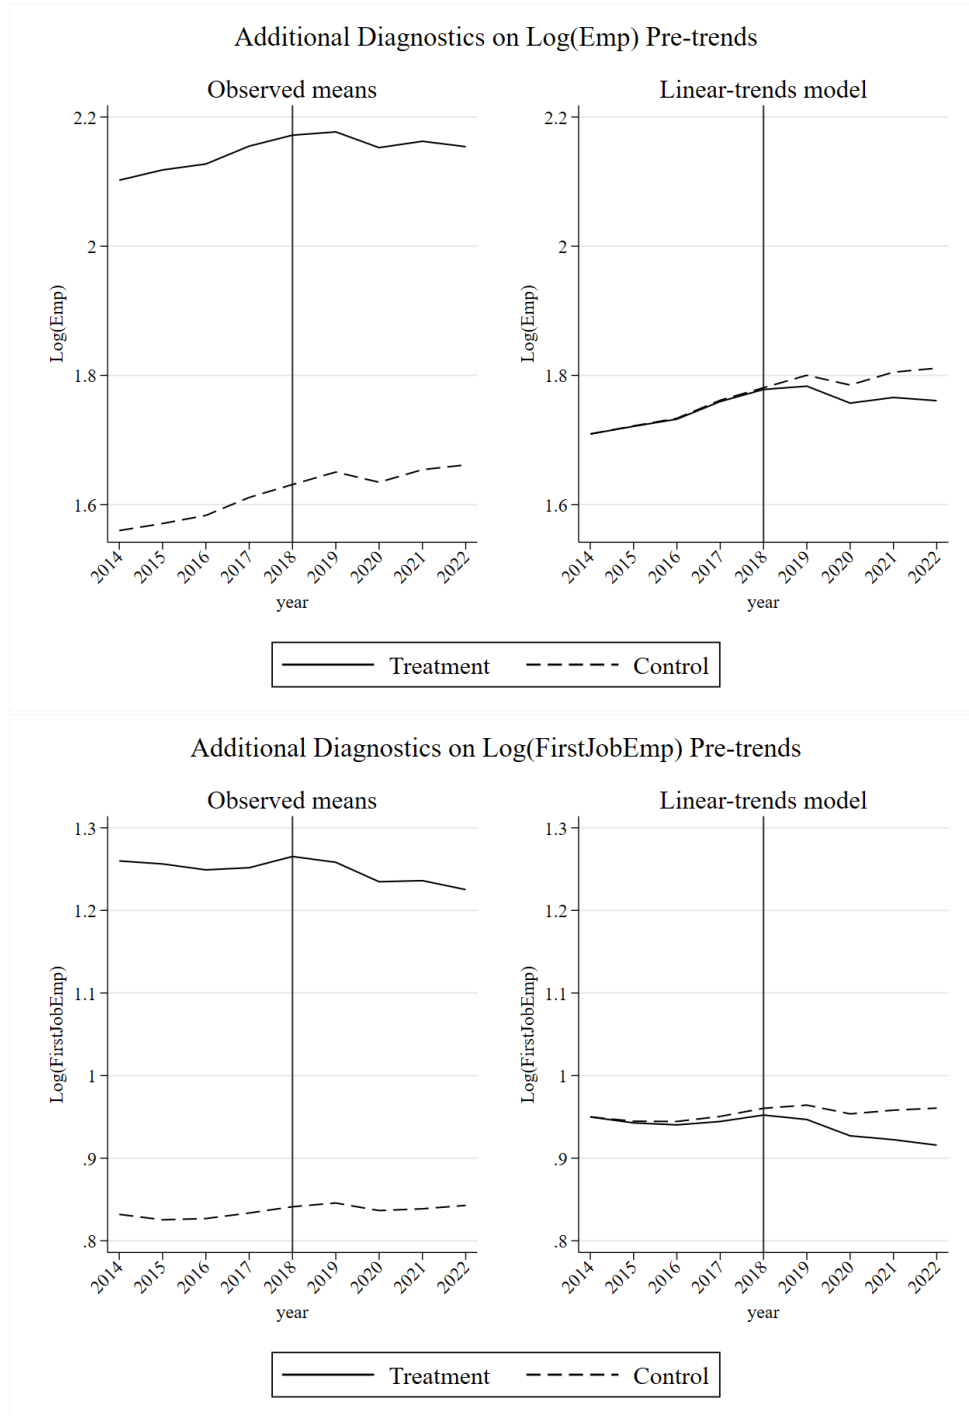 Additional Diagnostics on Log(Emp) Pre-trends
Observed means
Log(Emp)
2.2
2
1.8
1.6
2014 2015 2016 2017 2018 2019 2020 2021 2022
year
Linear-trends model
Log(Emp)
2.2
2
1.8
1.6
2014 2015 2016 2017 2018 2019 2020 2021 2022
year
Treatment Control
Additional Diagnostics on Log(FirstJobEmp) Pre-trends
Observed means
Log(FirstJobEmp)
1.3
1.2
1.1
1
.9
.8
2014 2015 2016 2017 2018 2019 2020 2021 2022
year
Linear-trends model
Log(FirstJobEmp)
1.3
1.2
1.1
1
.9
.8
2014 2015 2016 2017 2018 2019 2020 2021 2022
year
Treatment Control